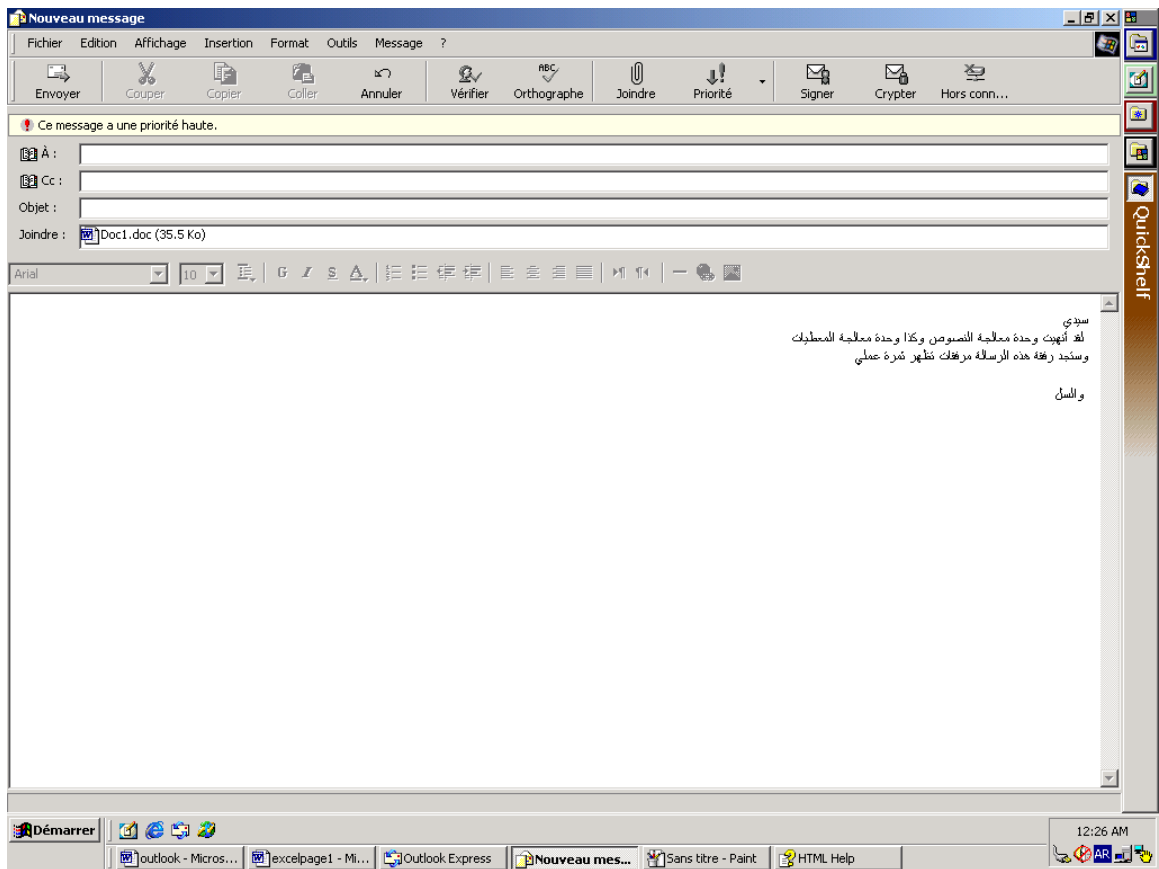 Nouveau message
Fichier Edition Affichage Insertion Format Outils Message ?
Envoyer Couper Copier Coller Annuler Vérifier Orthographe Joindre Priorité Signer Crypter Hors conn...
Ce message a une priorité haute.
À :
Cc :
Objet :
Joindre : Doc1.doc (35.5 Ko)
Arial 10 G I S A
QuickShelf
سيدي
لقد أنهيت وحدة معالجة النصوص وكذا وحدة معالجة المعطيات
وستجد رفقة هذه الرسالة مرفقات تظهر ثمرة عملي
و السل
Démarrer
12:26 AM
outlook - Micros... excelpage1 - Mi... Outlook Express Nouveau mes... Sans titre - Paint HTML Help
AR